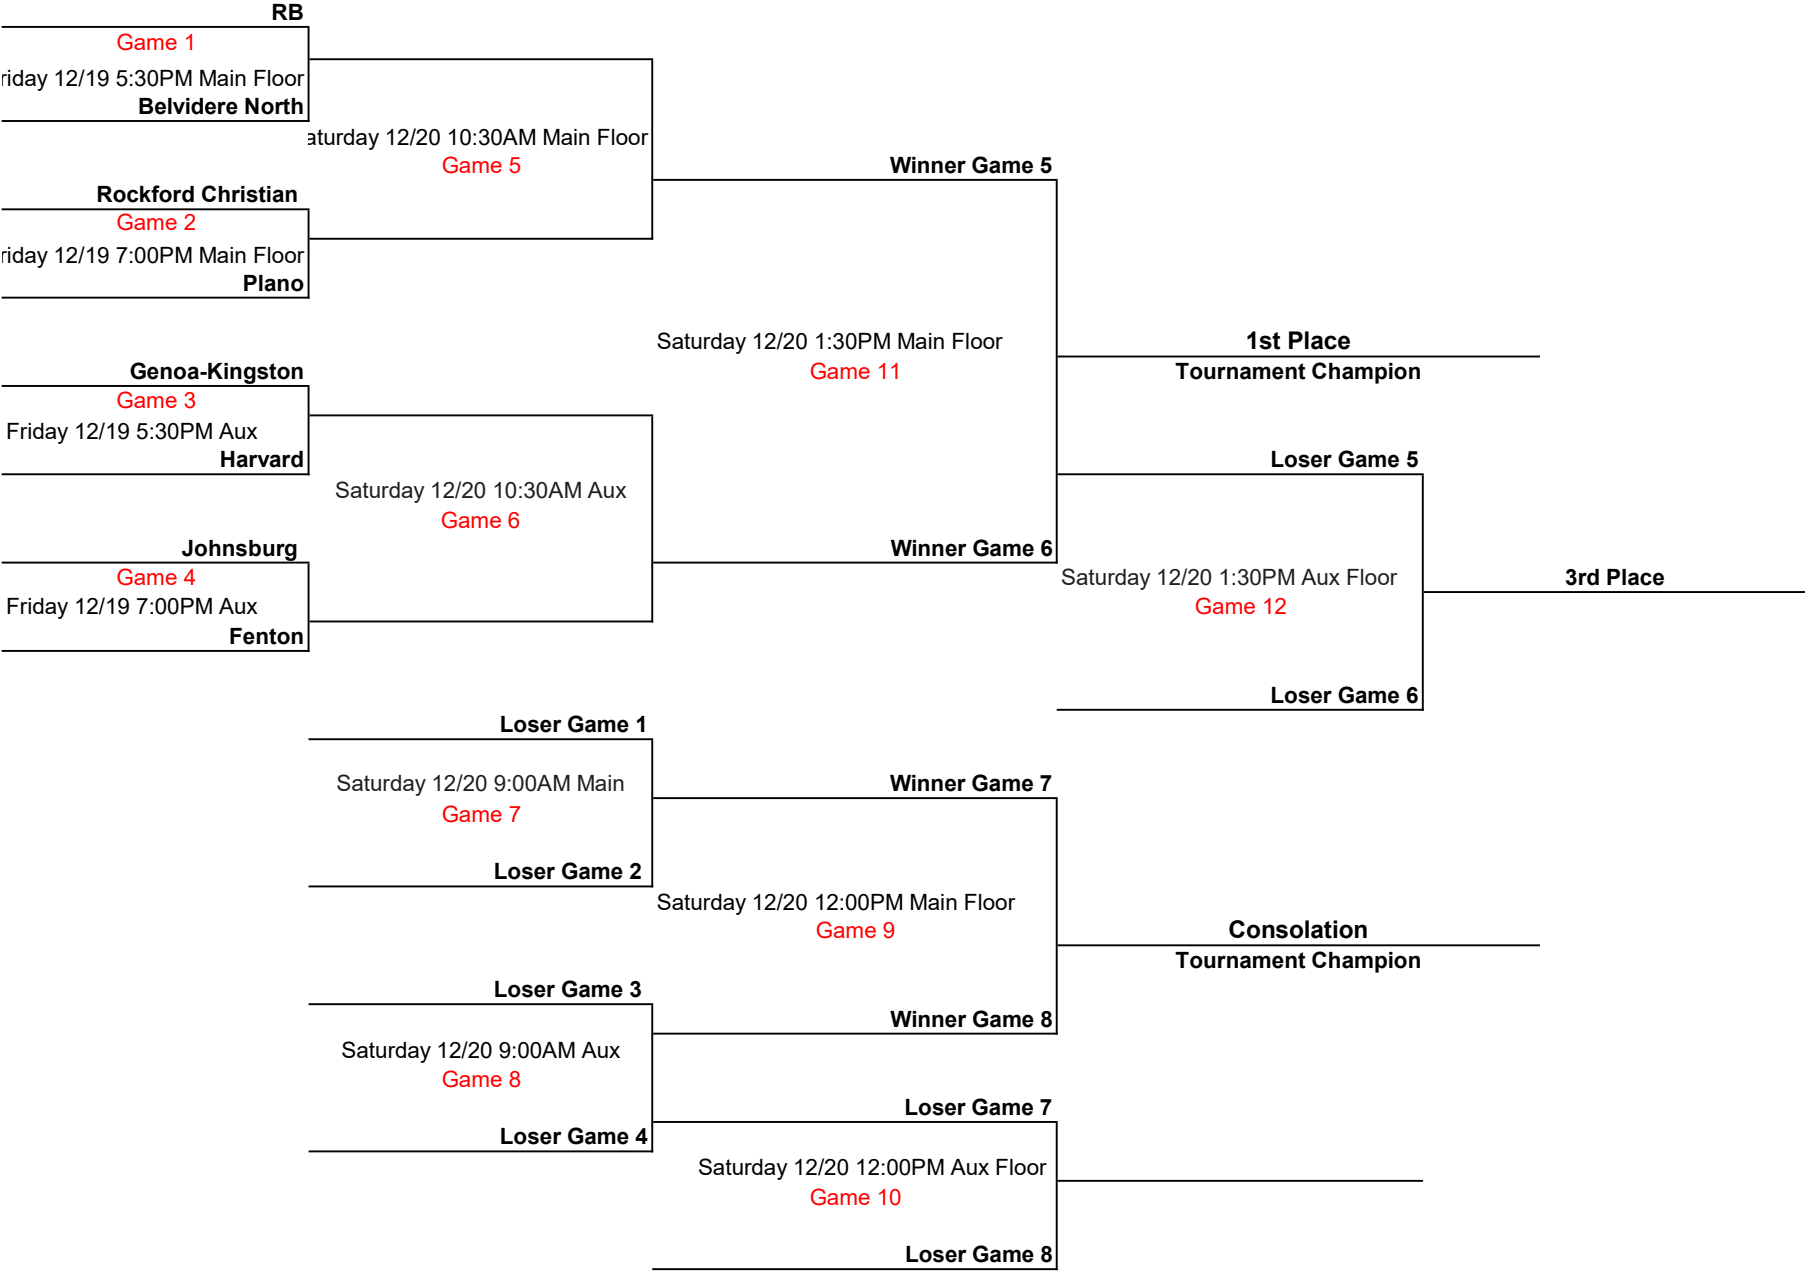 RB
Game 1
riday 12/19 5:30PM Main Floor
Belvidere North
aturday 12/20 10:30AM Main Floor
Game 5
Winner Game 5
Rockford Christian
Game 2
riday 12/19 7:00PM Main Floor
Plano
Saturday 12/20 1:30PM Main Floor
Game 11
1st Place
Tournament Champion
Genoa-Kingston
Game 3
Friday 12/19 5:30PM Aux
Harvard
Loser Game 5
Saturday 12/20 10:30AM Aux
Game 6
Winner Game 6
Johnsburg
Game 4
Friday 12/19 7:00PM Aux
Fenton
Saturday 12/20 1:30PM Aux Floor
Game 12
3rd Place
Loser Game 6
Loser Game 1
Saturday 12/20 9:00AM Main
Game 7
Winner Game 7
Loser Game 2
Saturday 12/20 12:00PM Main Floor
Game 9
Consolation
Tournament Champion
Loser Game 3
Winner Game 8
Saturday 12/20 9:00AM Aux
Game 8
Loser Game 7
Loser Game 4
Saturday 12/20 12:00PM Aux Floor
Game 10
Loser Game 8